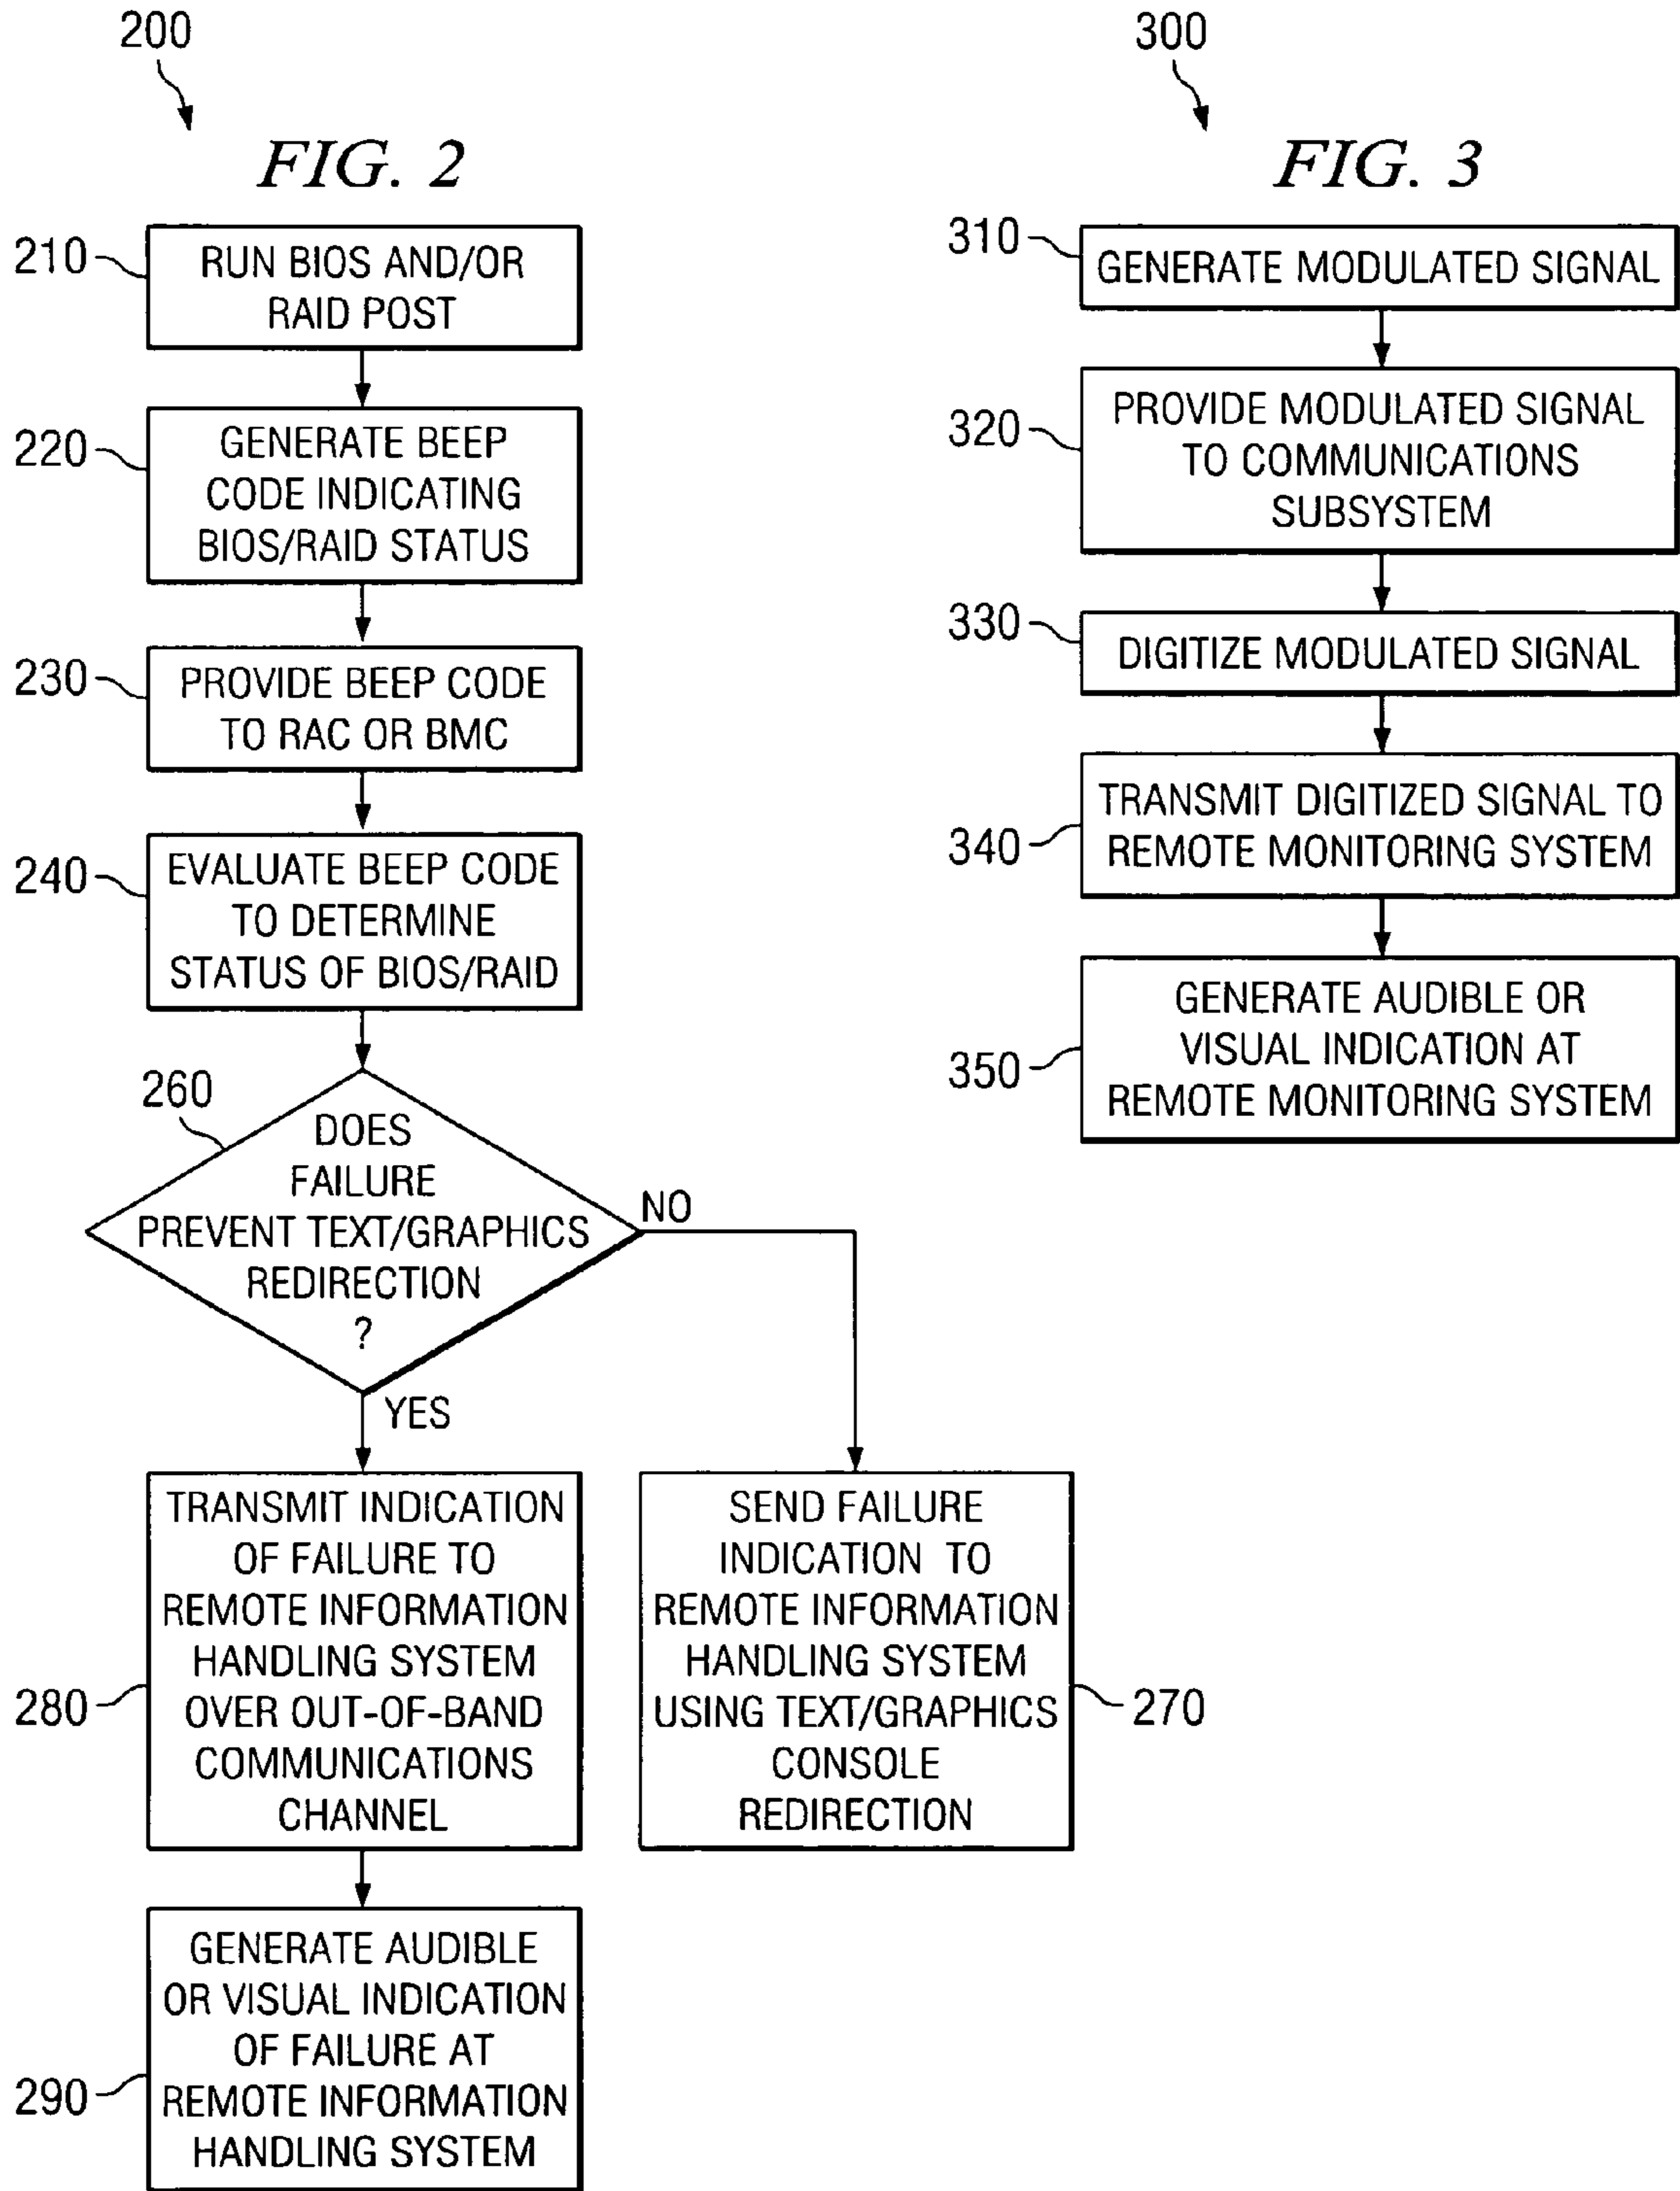 200
FIG. 2
210
RUN BIOS AND/OR
RAID POST
220
GENERATE BEEP
CODE INDICATING
BIOS/RAID STATUS
230
PROVIDE BEEP CODE
TO RAC OR BMC
240
EVALUATE BEEP CODE
TO DETERMINE
STATUS OF BIOS/RAID
260
DOES
FAILURE
PREVENT TEXT/GRAPHICS
REDIRECTION
?
NO
YES
280
TRANSMIT INDICATION
OF FAILURE TO
REMOTE INFORMATION
HANDLING SYSTEM
OVER OUT-OF-BAND
COMMUNICATIONS
CHANNEL
SEND FAILURE
INDICATION TO
REMOTE INFORMATION
HANDLING SYSTEM
USING TEXT/GRAPHICS
CONSOLE
REDIRECTION
270
290
GENERATE AUDIBLE
OR VISUAL INDICATION
OF FAILURE AT
REMOTE INFORMATION
HANDLING SYSTEM
300
FIG. 3
310
GENERATE MODULATED SIGNAL
320
PROVIDE MODULATED SIGNAL
TO COMMUNICATIONS
SUBSYSTEM
330
DIGITIZE MODULATED SIGNAL
340
TRANSMIT DIGITIZED SIGNAL TO
REMOTE MONITORING SYSTEM
350
GENERATE AUDIBLE OR
VISUAL INDICATION AT
REMOTE MONITORING SYSTEM